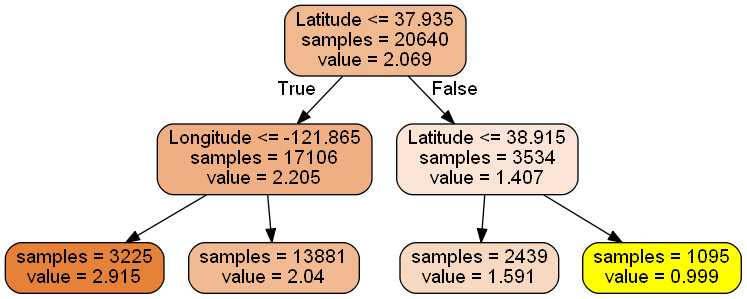 Latitude <= 37.935
samples = 20640
value = 2.069
True
False
Longitude <= -121.865
samples = 17106
value = 2.205
Latitude <= 38.915
samples = 3534
value = 1.407
samples = 3225
value = 2.915
samples = 13881
value = 2.04
samples = 2439
value = 1.591
samples = 1095
value = 0.999